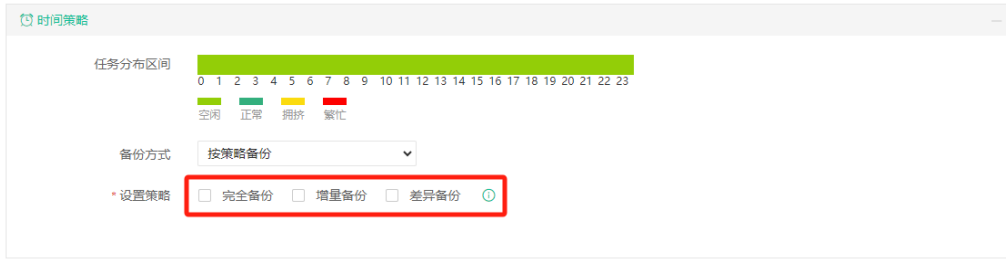 时间策略
任务分布区间
0 1 2 3 4 5 6 7 8 9 10 11 12 13 14 15 16 17 18 19 20 21 22 23
空闲 正常 拥挤 繁忙
备份方式 按策略备份
* 设置策略 完全备份 增量备份 差异备份